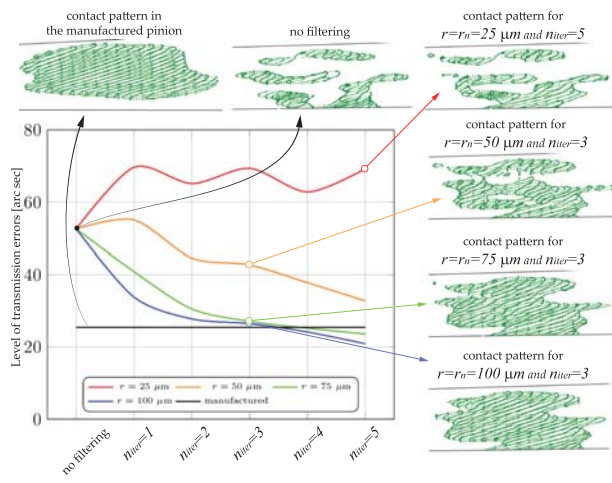 contact pattern in
the manufactured pinion
no filtering
contact pattern for
r=rn=25 μm and niter=5
contact pattern for
r=rn=50 μm and niter=3
contact pattern for
r=rn=75 μm and niter=3
contact pattern for
r=rn=100 μm and niter=3
Level of transmission errors [arc sec]
80
60
40
20
0
r = 25 μm
r = 50 μm
r = 75 μm
r = 100 μm
manufactured
no filtering
niter=1
niter=2
niter=3
niter=4
niter=5